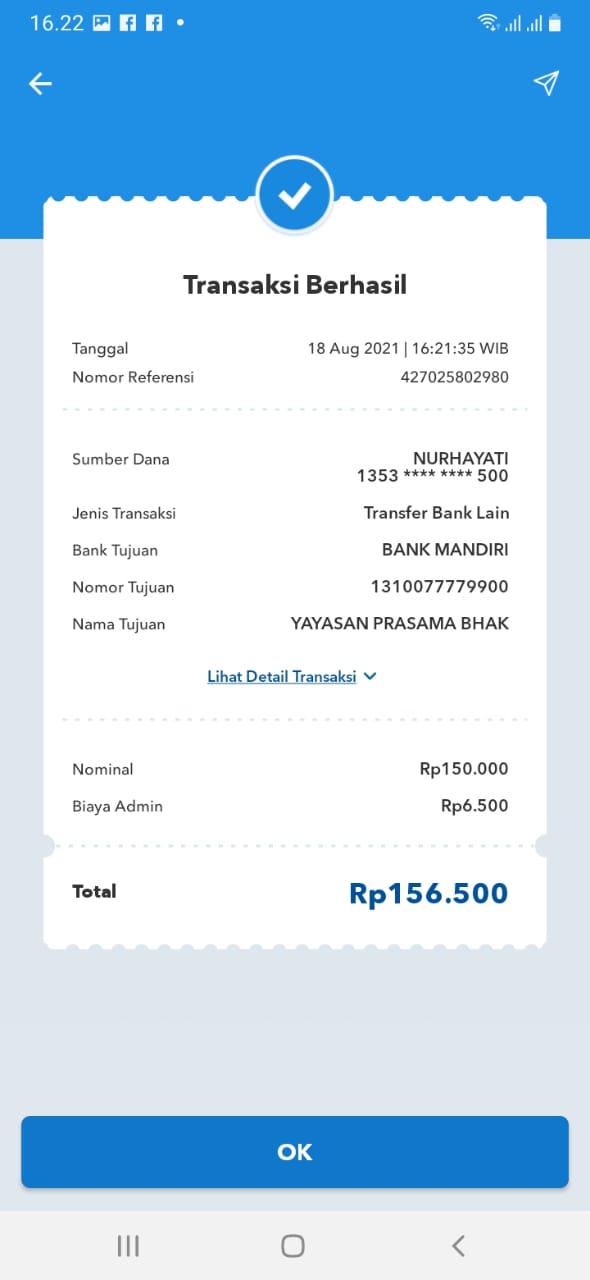 16.22
Transaksi Berhasil
Tanggal 18 Aug 2021 | 16:21:35 WIB
Nomor Referensi 427025802980
Sumber Dana NURHAYATI
1353 **** **** 500
Jenis Transaksi Transfer Bank Lain
Bank Tujuan BANK MANDIRI
Nomor Tujuan 1310077779900
Nama Tujuan YAYASAN PRASAMA BHAK
Lihat Detail Transaksi
Nominal Rp150.000
Biaya Admin Rp6.500
Total Rp156.500
OK